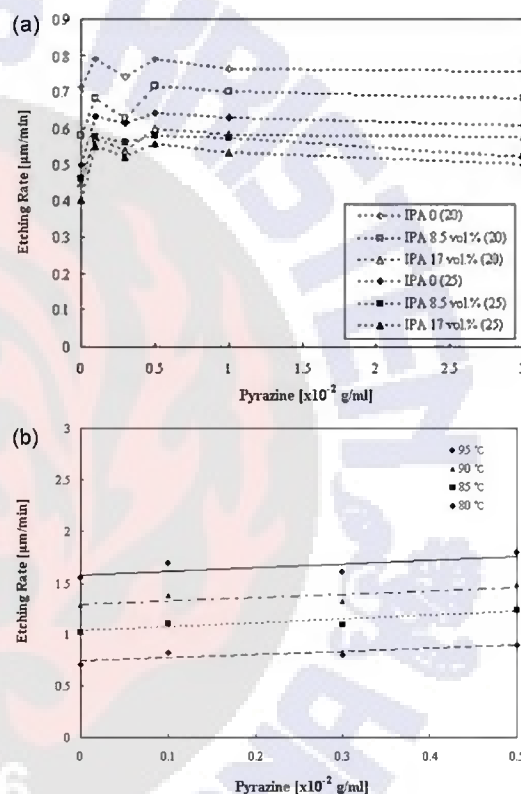 (a)
0.9
0.8
0.7
0.6
0.5
0.4
0.3
0.2
0.1
0
Etching Rate [μm/min]
IPA 0 (20)
IPA 8.5 vol.% (20)
IPA 17 vol.% (20)
IPA 0 (25)
IPA 8.5 vol.% (25)
IPA 17 vol.% (25)
0 0.5 1 1.5 2 2.5 3
Pyrazine [x10⁻² g/ml]
(b)
3
2.5
2
1.5
1
0.5
0
Etching Rate [μm/min]
95 ℃
90 ℃
85 ℃
80 ℃
0 0.1 0.2 0.3 0.4 0.5
Pyrazine [x10⁻² g/ml]